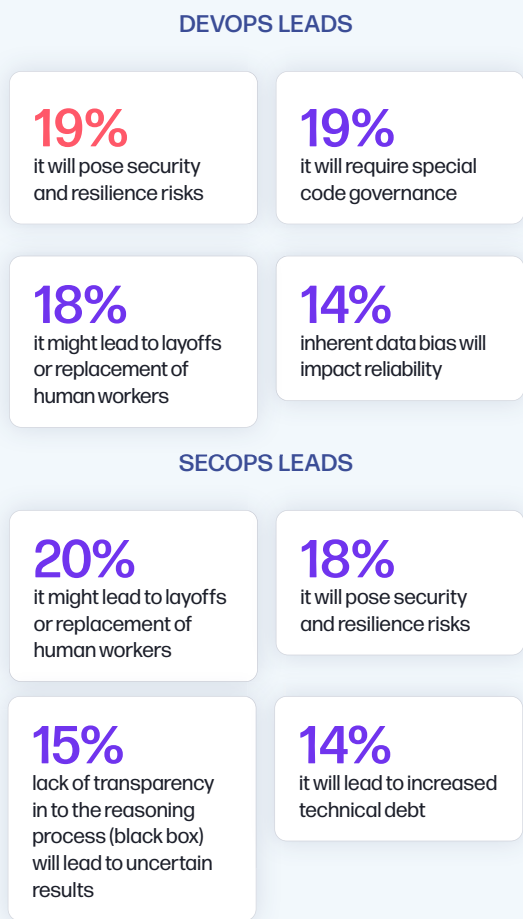 DEVOPS LEADS
19%
it will pose security
and resilience risks
19%
it will require special
code governance
18%
it might lead to layoffs
or replacement of
human workers
14%
inherent data bias will
impact reliability
SECOPS LEADS
20%
it might lead to layoffs
or replacement of
human workers
18%
it will pose security
and resilience risks
15%
lack of transparency
in to the reasoning
process (black box)
will lead to uncertain
results
14%
it will lead to increased
technical debt